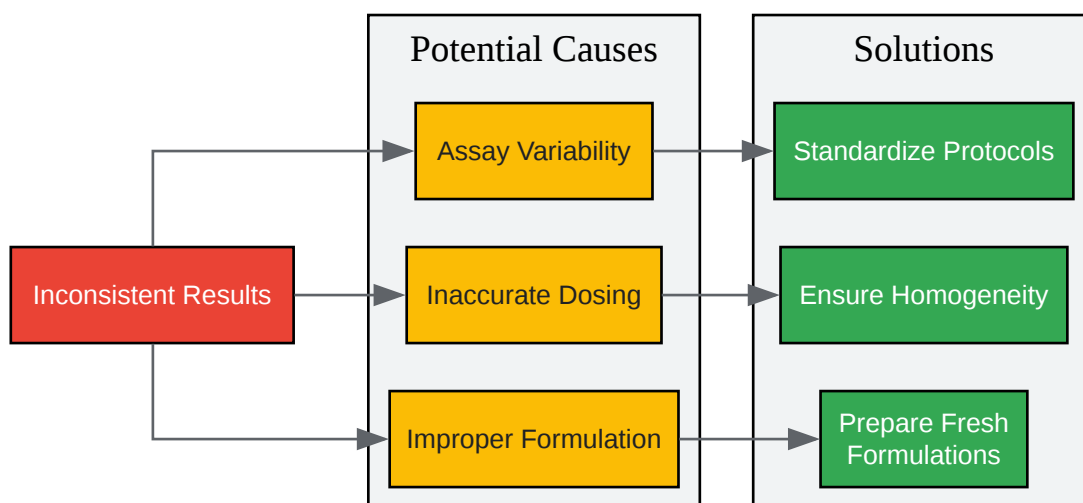 Potential Causes
Solutions
Assay Variability
Standardize Protocols
Inconsistent Results
Inaccurate Dosing
Ensure Homogeneity
Improper Formulation
Prepare Fresh
Formulations